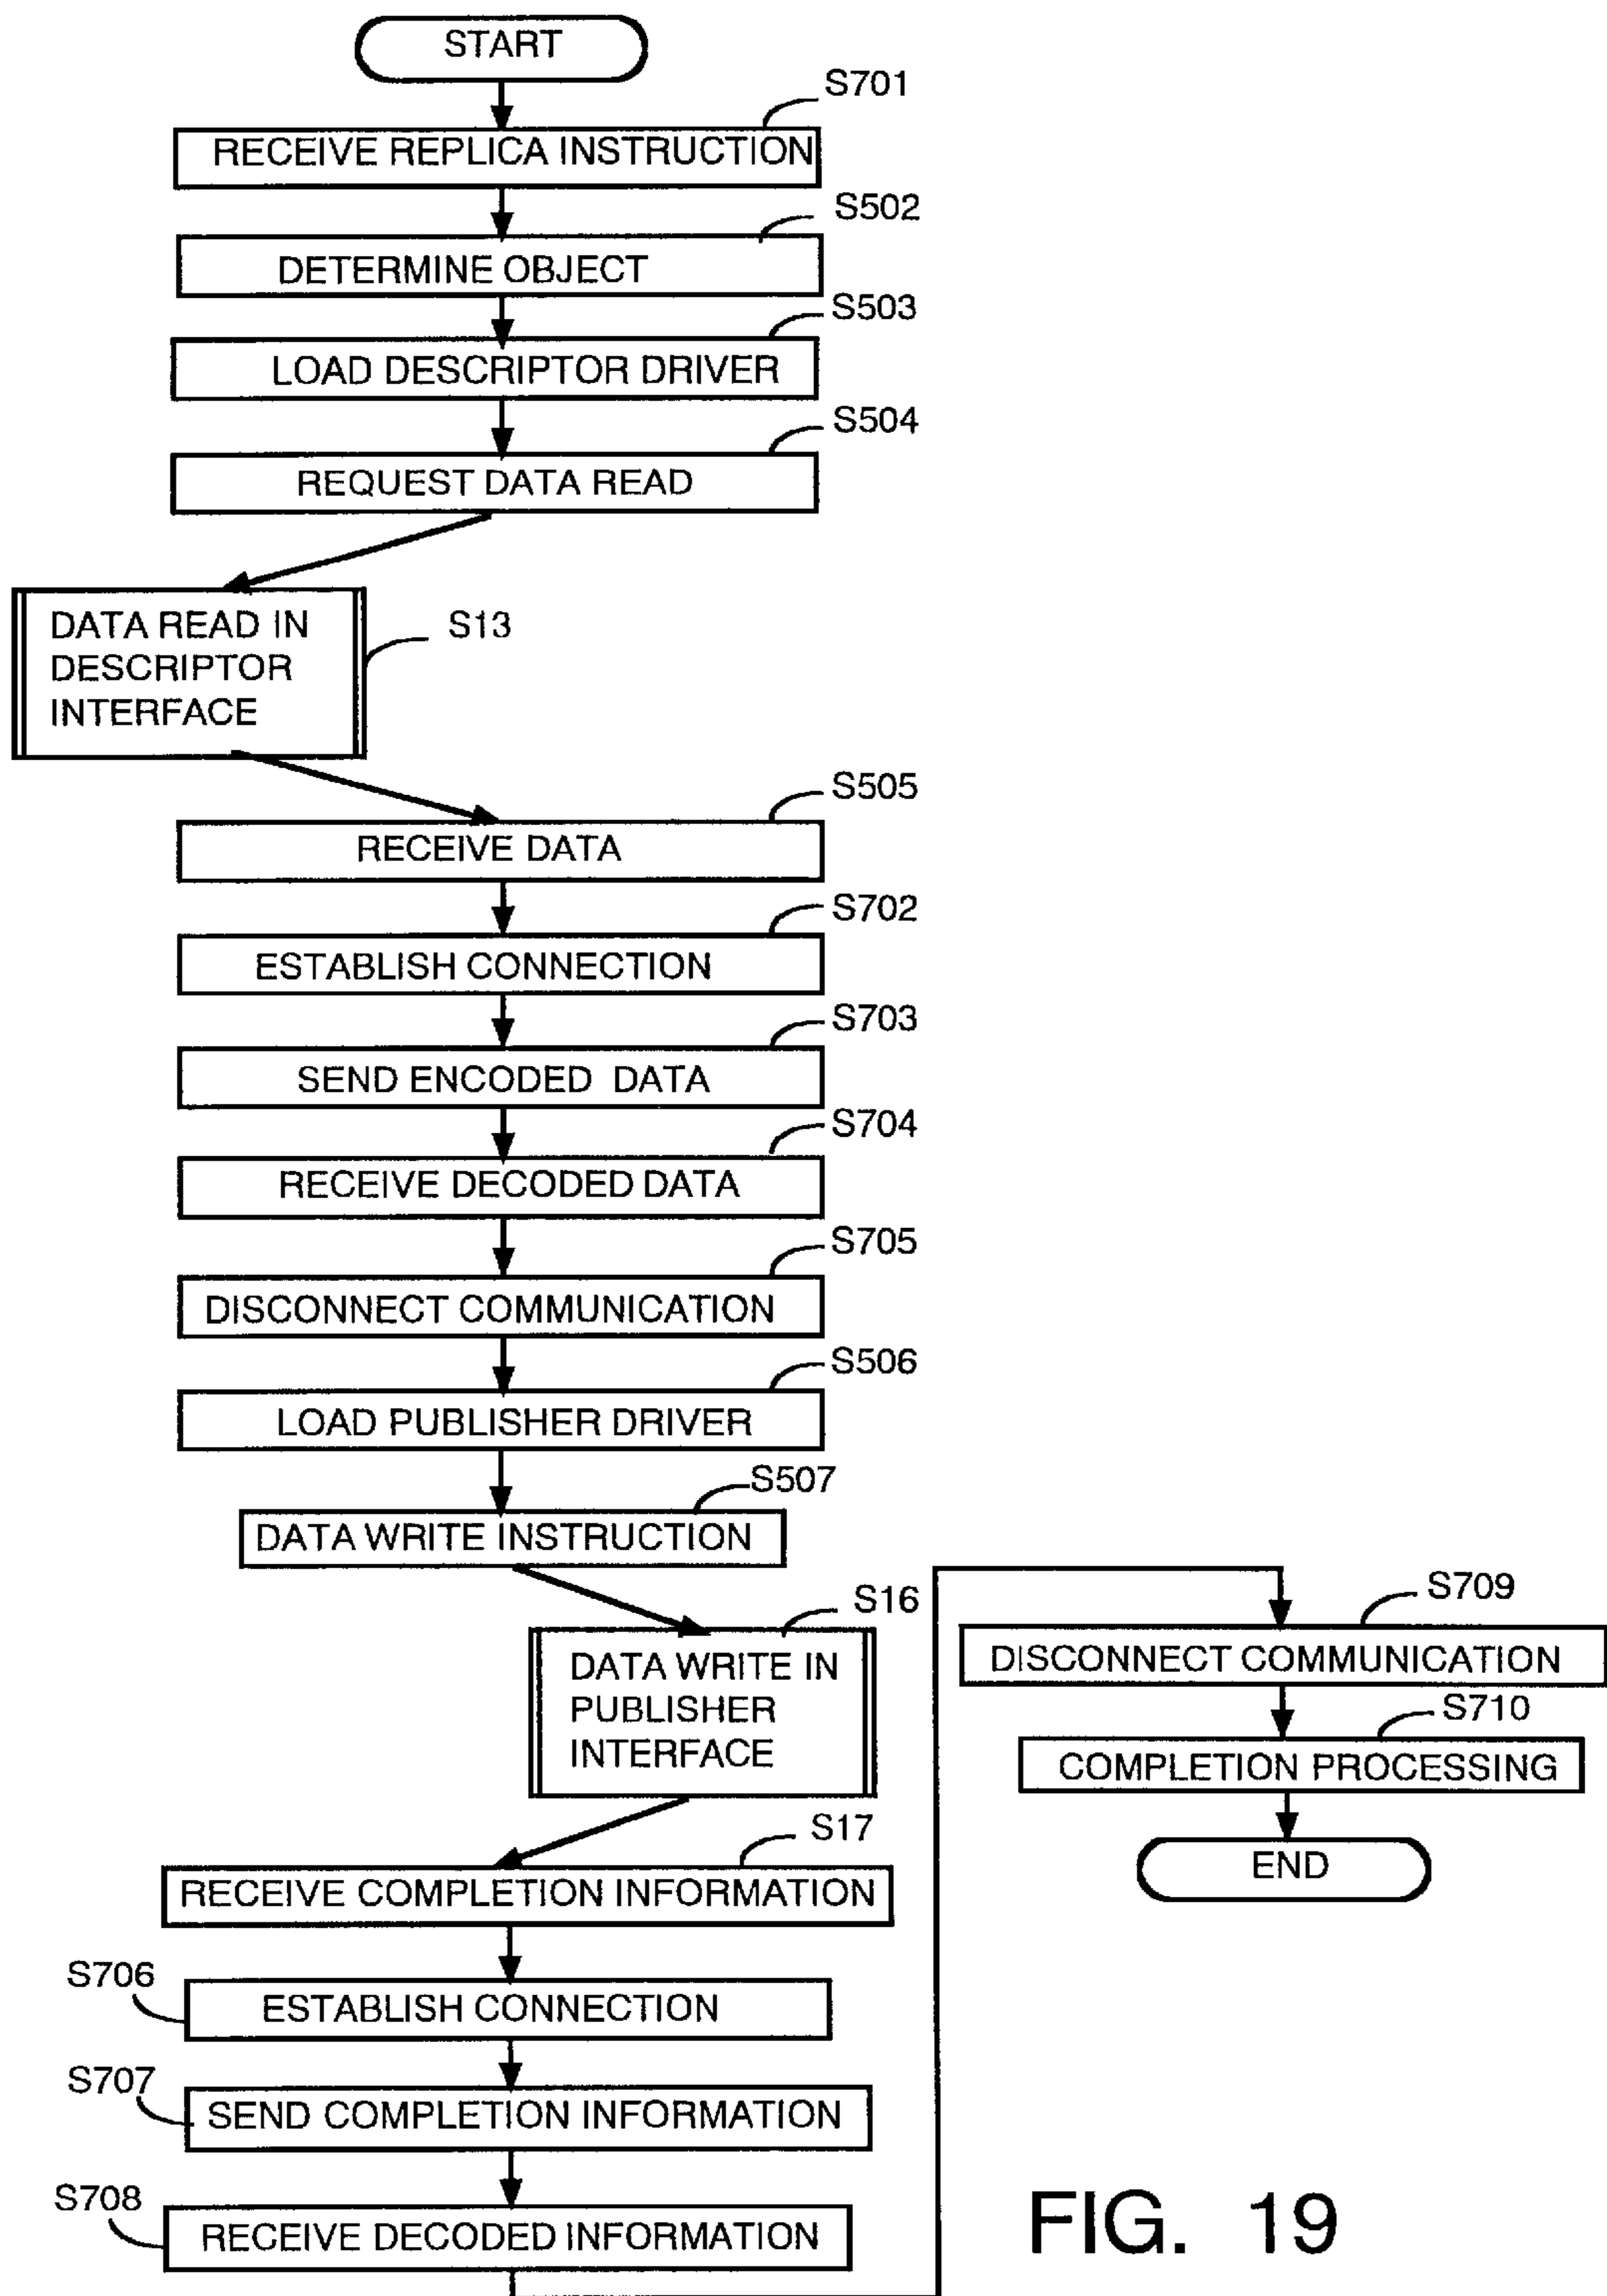 START
S701
RECEIVE REPLICA INSTRUCTION
S502
DETERMINE OBJECT
S503
LOAD DESCRIPTOR DRIVER
S504
REQUEST DATA READ
DATA READ IN
DESCRIPTOR
INTERFACE
S13
S505
RECEIVE DATA
S702
ESTABLISH CONNECTION
S703
SEND ENCODED DATA
S704
RECEIVE DECODED DATA
S705
DISCONNECT COMMUNICATION
S506
LOAD PUBLISHER DRIVER
S507
DATA WRITE INSTRUCTION
S16
DATA WRITE IN
PUBLISHER
INTERFACE
S17
RECEIVE COMPLETION INFORMATION
S706
ESTABLISH CONNECTION
S707
SEND COMPLETION INFORMATION
S708
RECEIVE DECODED INFORMATION
S709
DISCONNECT COMMUNICATION
S710
COMPLETION PROCESSING
END
FIG. 19